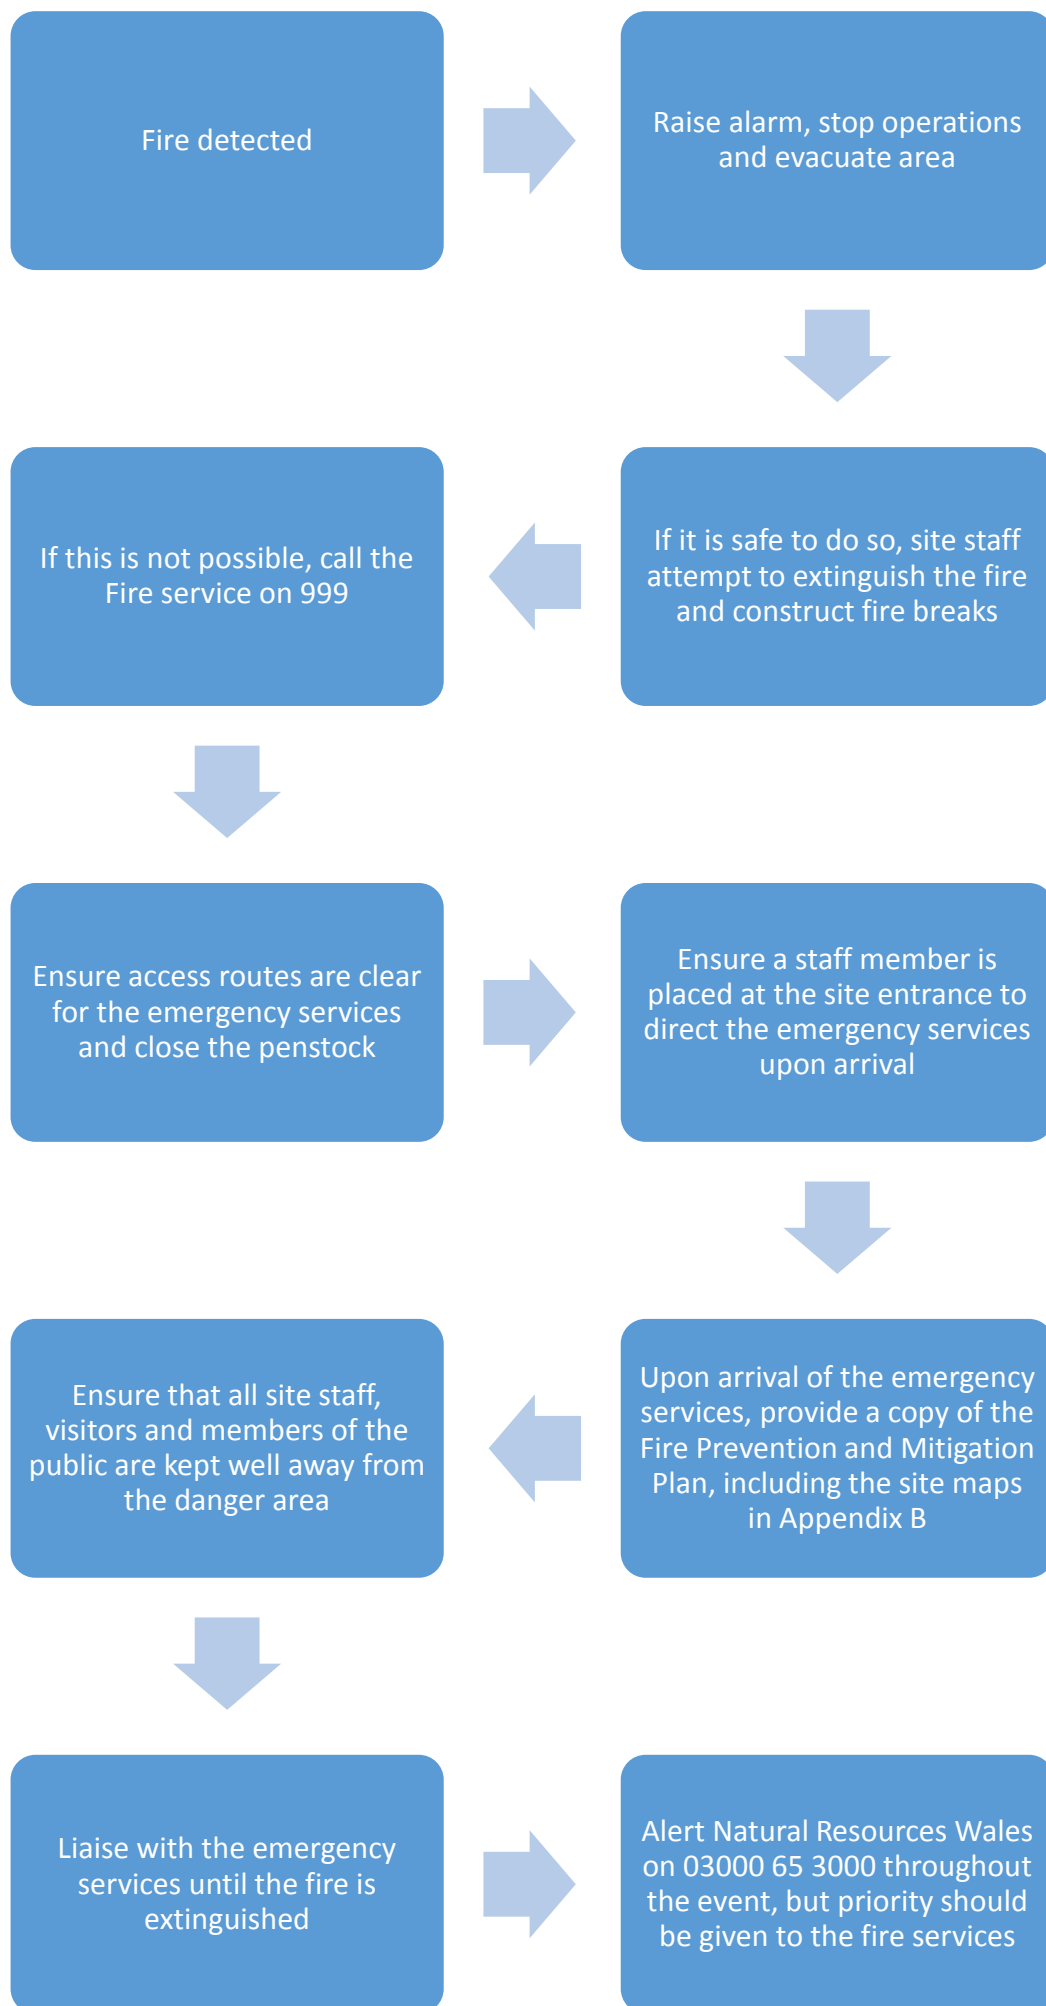 Fire detected
Raise alarm, stop operations
and evacuate area
If it is safe to do so, site staff
attempt to extinguish the fire
and construct fire breaks
If this is not possible, call the
Fire service on 999
Ensure access routes are clear
for the emergency services
and close the penstock
Ensure a staff member is
placed at the site entrance to
direct the emergency services
upon arrival
Upon arrival of the emergency
services, provide a copy of the
Fire Prevention and Mitigation
Plan, including the site maps
in Appendix B
Ensure that all site staff,
visitors and members of the
public are kept well away from
the danger area
Liaise with the emergency
services until the fire is
extinguished
Alert Natural Resources Wales
on 03000 65 3000 throughout
the event, but priority should
be given to the fire services